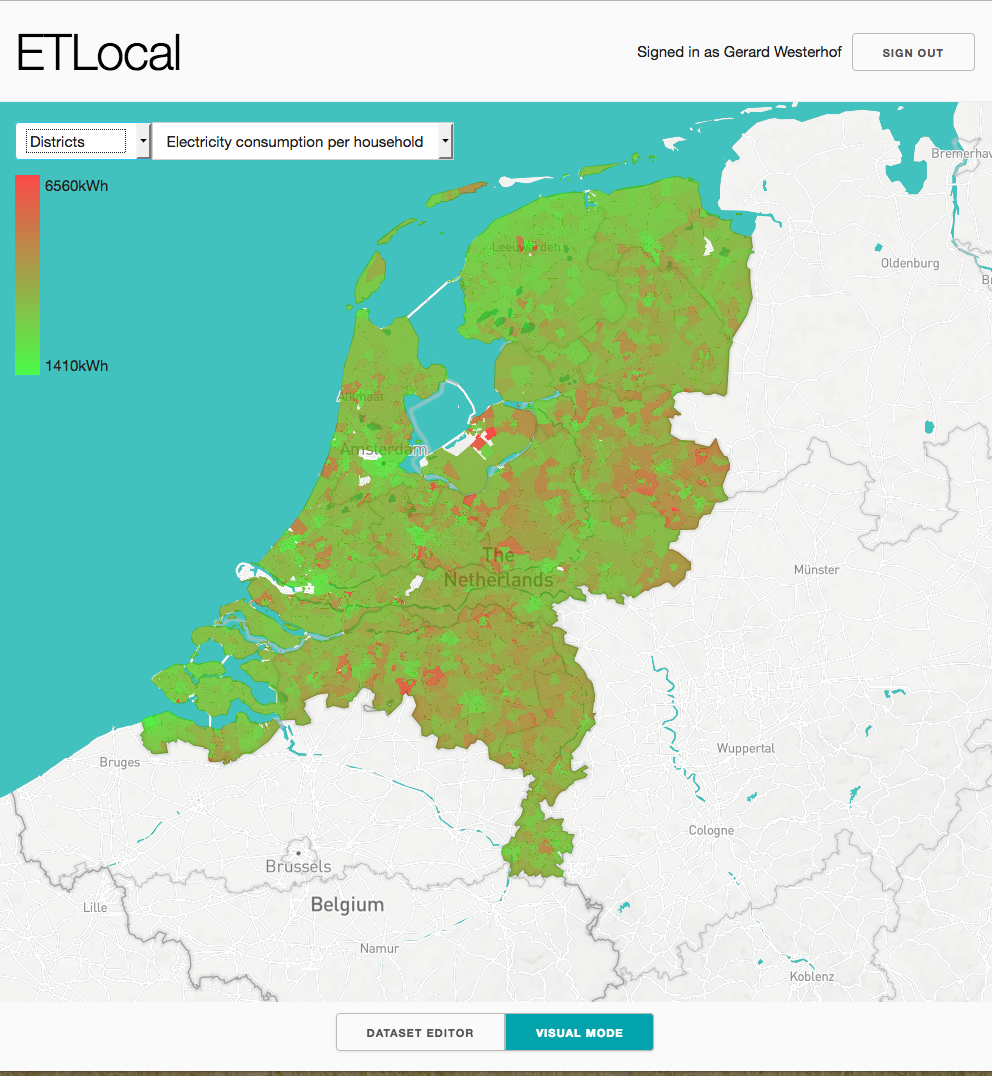 ETLocal
Signed in as Gerard Westerhof
SIGN OUT
Districts
Electricity consumption per household
6560kWh
1410kWh
Bremerhav
Leeuwarden
Oldenburg
Br
Alkmaar
Amsterdam
The
Netherlands
Münster
Bruges
Wuppertal
Cologne
Brussels
Belgium
Lille
Namur
Koblenz
DATASET EDITOR
VISUAL MODE